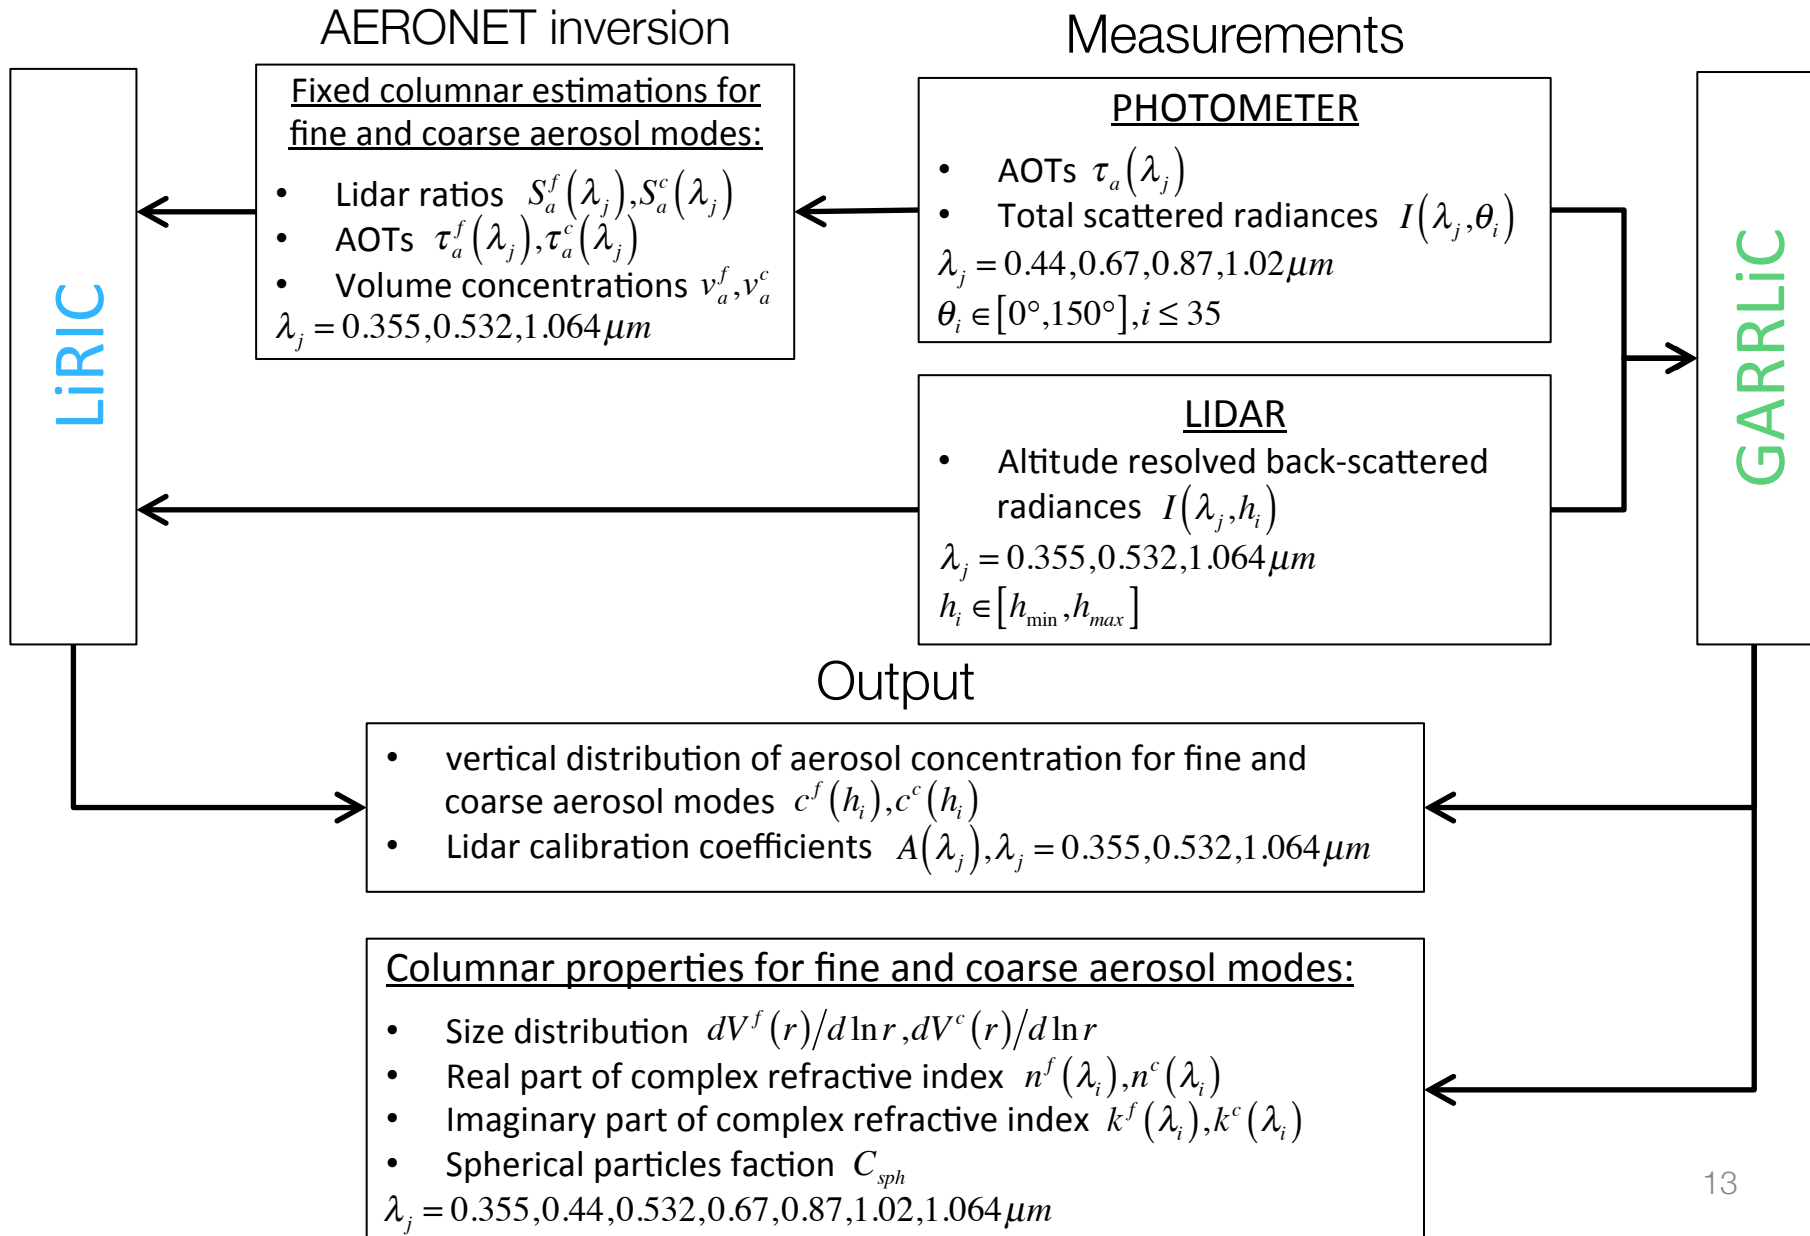 AERONET inversion
Measurements
LiRIC
Fixed columnar estimations for
fine and coarse aerosol modes:
• Lidar ratios S_a^f(λ_j),S_a^c(λ_j)
• AOTs τ_a^f(λ_j),τ_a^c(λ_j)
• Volume concentrations v_a^f,v_a^c
λ_j = 0.355,0.532,1.064μm
PHOTOMETER
• AOTs τ_a(λ_j)
• Total scattered radiances I(λ_j,θ_i)
λ_j = 0.44,0.67,0.87,1.02μm
θ_i ∈[0°,150°],i ≤ 35
LIDAR
• Altitude resolved back-scattered
radiances I(λ_j,h_i)
λ_j = 0.355,0.532,1.064μm
h_i ∈[h_min,h_max]
GARRLiC
Output
• vertical distribution of aerosol concentration for fine and
coarse aerosol modes c^f(h_i),c^c(h_i)
• Lidar calibration coefficients A(λ_j),λ_j = 0.355,0.532,1.064μm
Columnar properties for fine and coarse aerosol modes:
• Size distribution dV^f(r)/d ln r,dV^c(r)/d ln r
• Real part of complex refractive index n^f(λ_i),n^c(λ_i)
• Imaginary part of complex refractive index k^f(λ_i),k^c(λ_i)
• Spherical particles faction C_sph
λ_j = 0.355,0.44,0.532,0.67,0.87,1.02,1.064μm
13